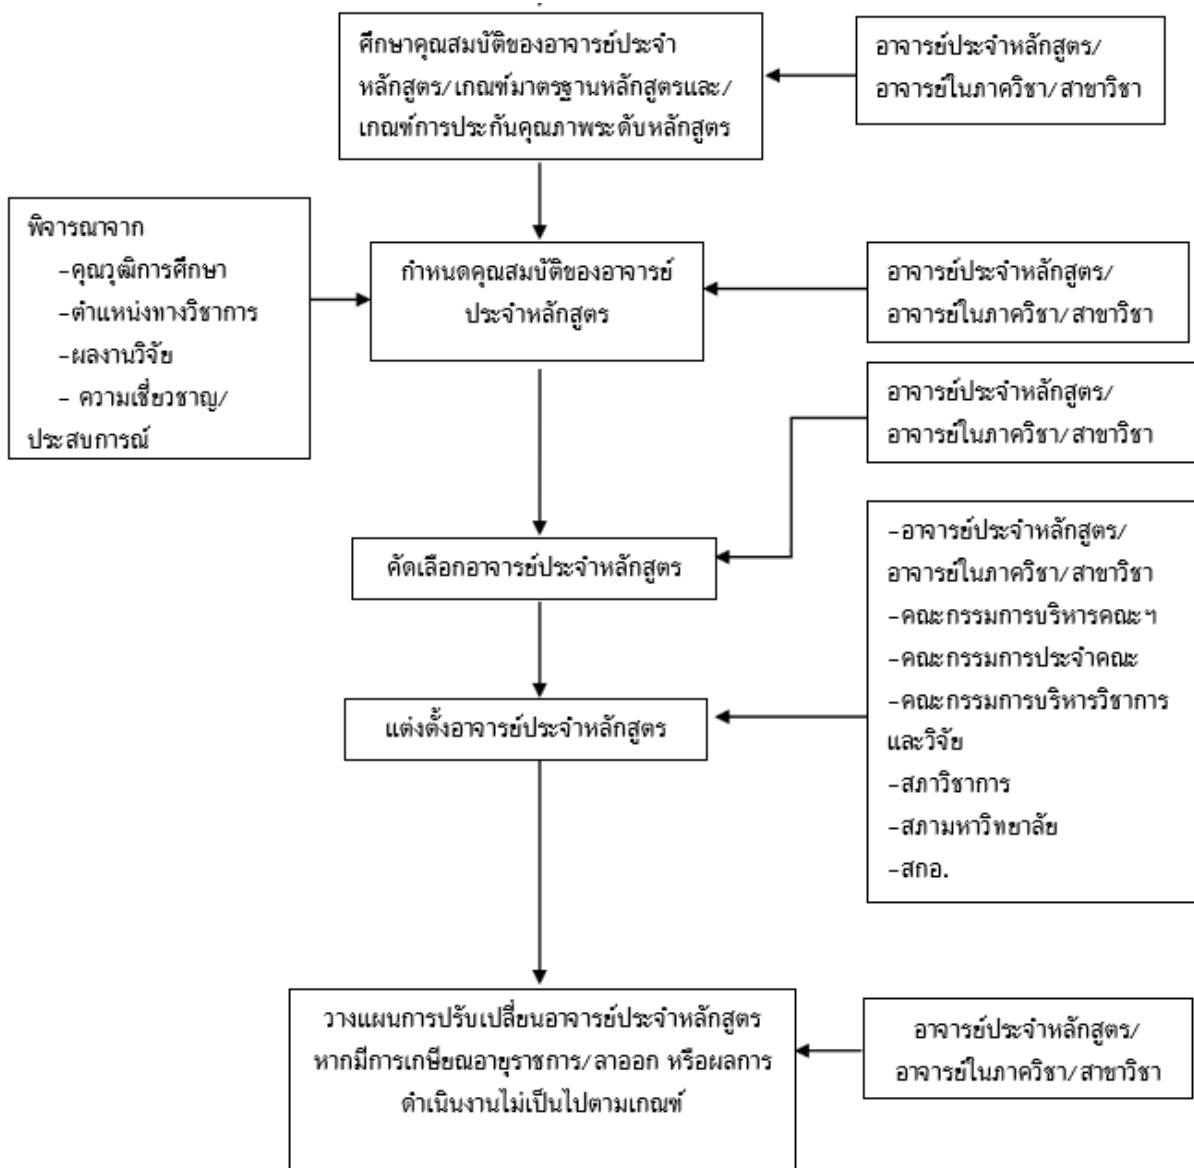 ศึกษาคุณสมบัติของอาจารย์ประจำ
หลักสูตร/เกณฑ์มาตรฐานหลักสูตรและ/
เกณฑ์การประกันคุณภาพระดับหลักสูตร
อาจารย์ประจำหลักสูตร/
อาจารย์ในภาควิชา/สาขาวิชา
พิจารณาจาก
-คุณวุฒิการศึกษา
-ตำแหน่งทางวิชาการ
-ผลงานวิจัย
- ความเชี่ยวชาญ/
ประสบการณ์
กำหนดคุณสมบัติของอาจารย์
ประจำหลักสูตร
อาจารย์ประจำหลักสูตร/
อาจารย์ในภาควิชา/สาขาวิชา
อาจารย์ประจำหลักสูตร/
อาจารย์ในภาควิชา/สาขาวิชา
คัดเลือกอาจารย์ประจำหลักสูตร
-อาจารย์ประจำหลักสูตร/
อาจารย์ในภาควิชา/สาขาวิชา
-คณะกรรมการบริหารคณะฯ
-คณะกรรมการประจำคณะ
-คณะกรรมการบริหารวิชาการ
และวิจัย
-สภาวิชาการ
-สภามหาวิทยาลัย
-สกอ.
แต่งตั้งอาจารย์ประจำหลักสูตร
วางแผนการปรับเปลี่ยนอาจารย์ประจำหลักสูตร
หากมีการเกษียณอายุราชการ/ลาออก หรือผลการ
ดำเนินงานไม่เป็นไปตามเกณฑ์
อาจารย์ประจำหลักสูตร/
อาจารย์ในภาควิชา/สาขาวิชา